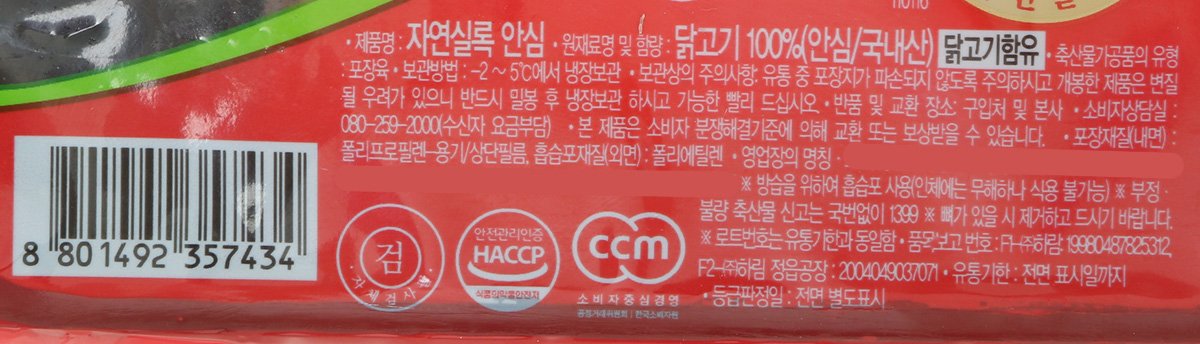 ·제품명 : 자연실록 안심 ·원재료명 및 함량 : 닭고기 100%(안심/국내산) 닭고기함유 ·축산물가공품의 유형
: 포장육 ·보관방법 : -2 ~ 5℃에서 냉장보관 ·보관상의 주의사항: 유통 중 포장지가 파손되지 않도록 주의하시고 개봉한 제품은 변질
될 우려가 있으니 반드시 밀봉 후 냉장보관 하시고 가능한 빨리 드십시오 ·반품 및 교환 장소: 구입처 및 본사 ·소비자상담실 :
080-259-2000(수신자 요금부담) ·본 제품은 소비자 분쟁해결기준에 의해 교환 또는 보상받을 수 있습니다. ·포장재질(내면) :
폴리프로필렌-용기/상단필름, 흡습포재질(외면) : 폴리에틸렌 ·영업장의 명칭 ·
※ 방습을 위하여 흡습포 사용(인체에는 무해하나 식용 불가능) ※ 부정·
불량 축산물 신고는 국번없이 1399 ※ 뼈가 있을 시 제거하고 드시기 바랍니다.
※ 로트번호는 유통기한과 동일함 ·품목보고 번호 : F1-㈜하림: 19980487825312,
F2-㈜하림 정읍공장 : 2004049037071 ·유통기한 : 전면 표시일까지
·등급판정일 : 전면 별도표시
8 801492 357434
검
자체검사필
안전관리인증
HACCP
식품의약품안전처
ccm
소비자중심경영
공정거래위원회 | 한국소비자원